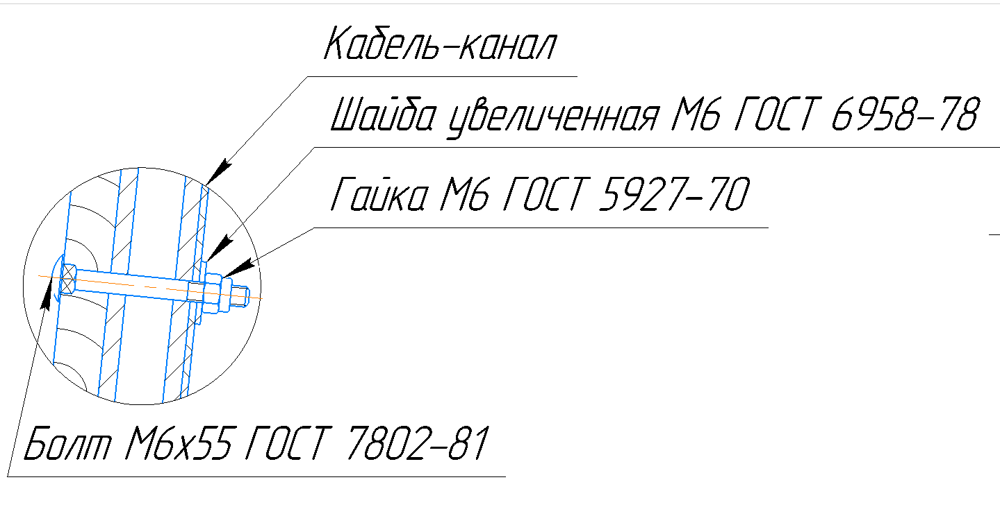 Кабель-канал
Шайба увеличенная М6 ГОСТ 6958-78
Гайка М6 ГОСТ 5927-70
Болт М6х55 ГОСТ 7802-81